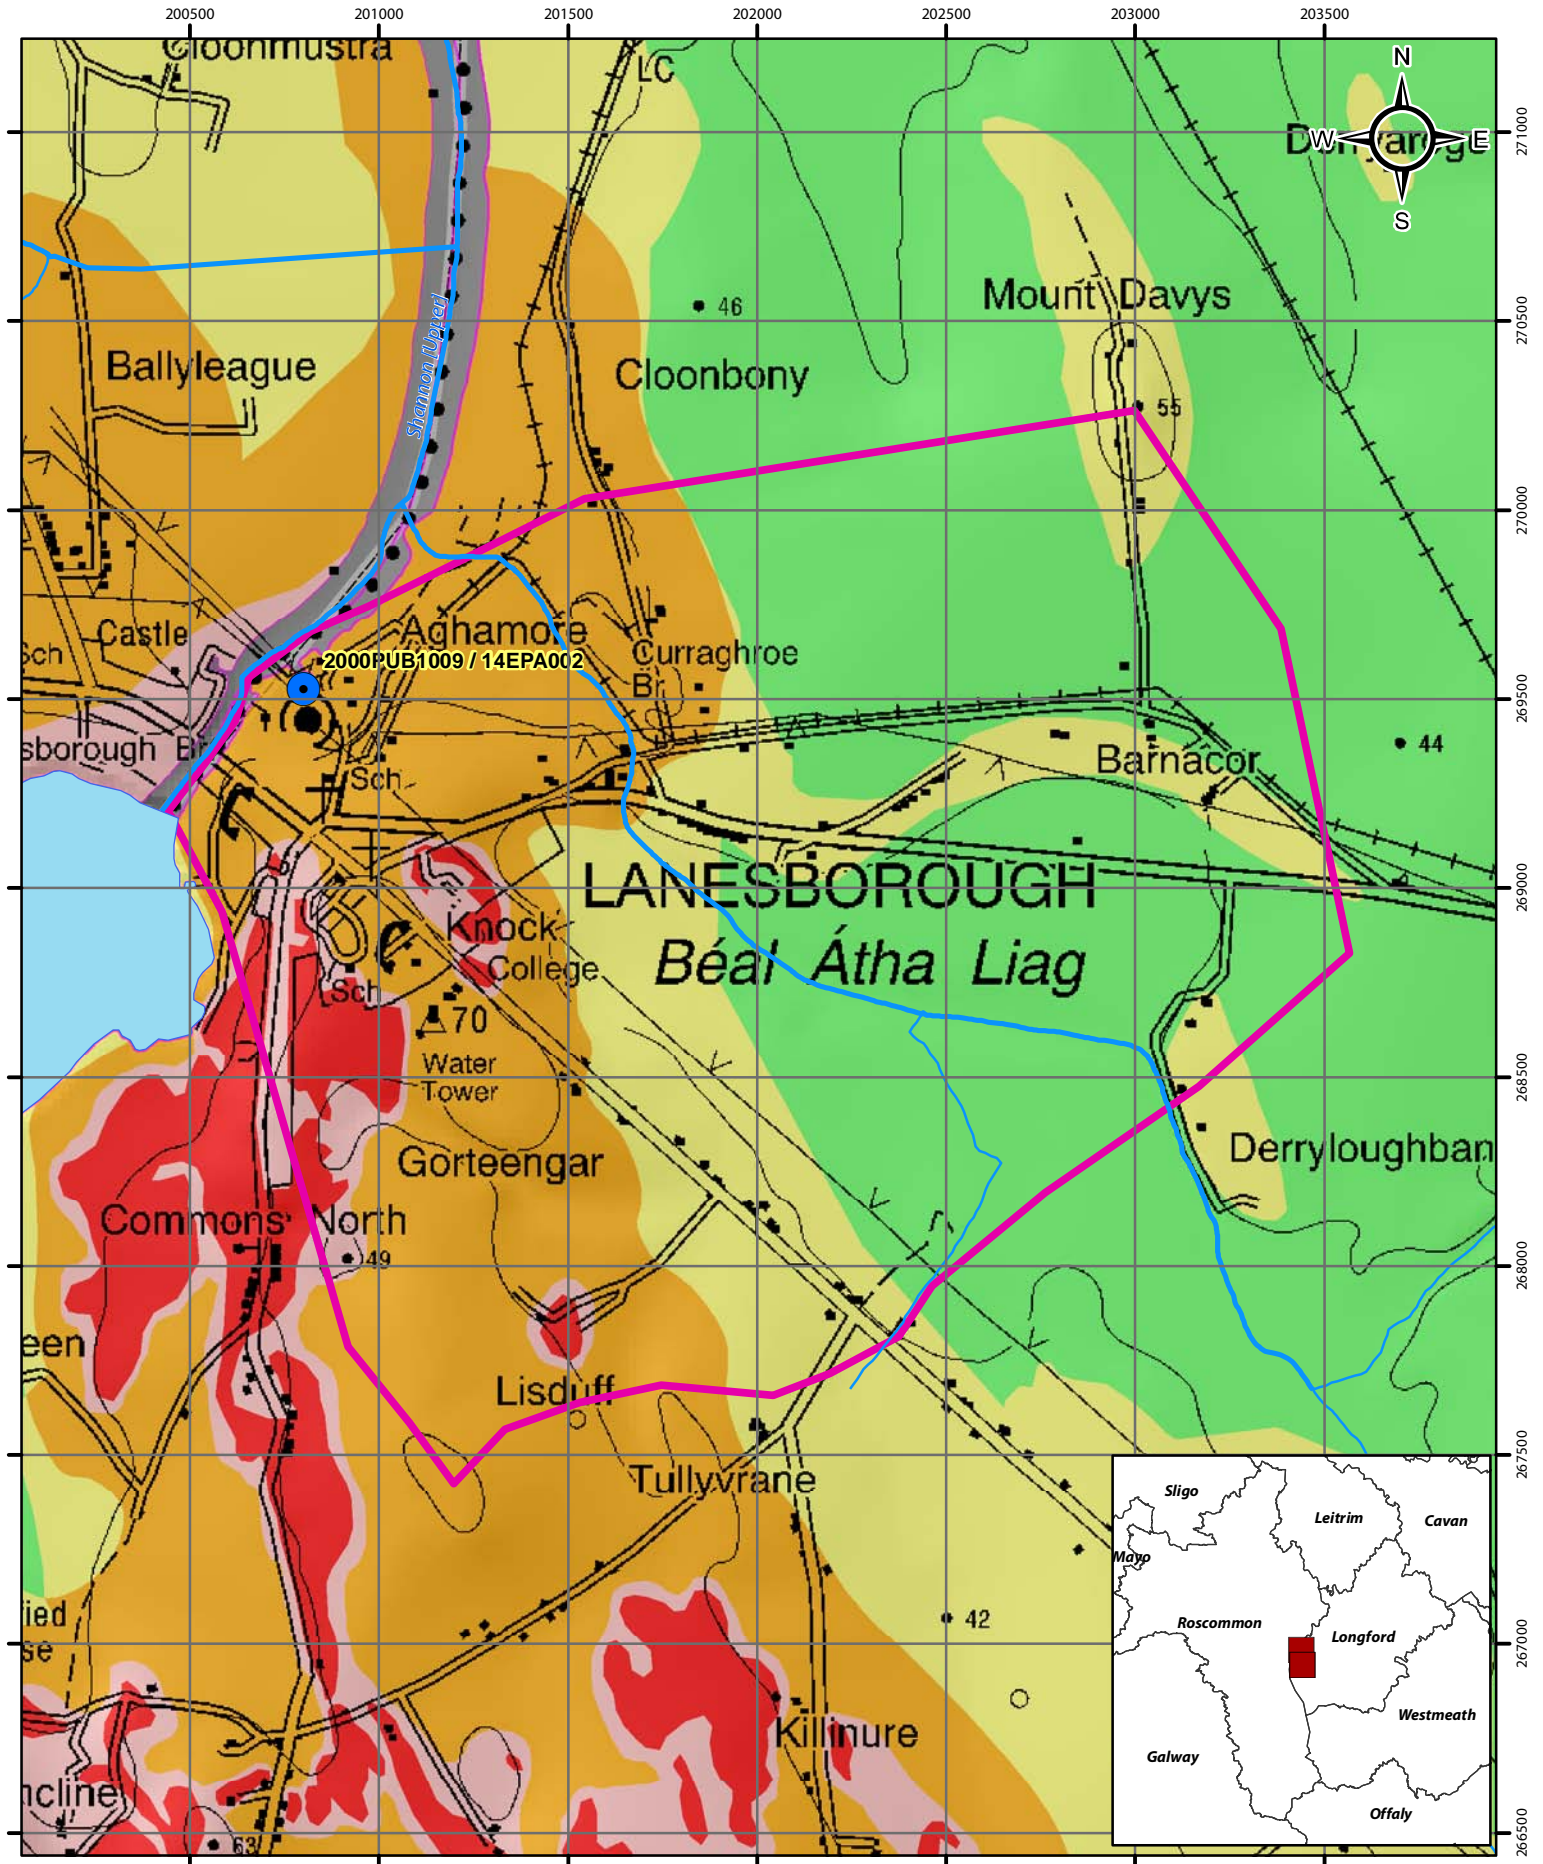 200500 201000 201500 202000 202500 203000 203500
Cloonmustra
LC
N
W E
S
271000
Mount Davys
46
270500
Shannon [Upper]
Ballyleague
Cloonbony
55
270000
Castle
Aghamore
Sch
2000PUB1009 / 14EPA002
Curraghroe
Br
269500
sborough Br
Sch
Barnacor
44
LANESBOROUGH
269000
Knock
College
Béal Átha Liag
Sch
70
Water
Tower
268500
Gorteengar
Derryloughban
Commons North
49
268000
een
Lisduff
267500
Tullyvrane
Sligo
Leitrim
Cavan
Mayo
ied
se
42
Roscommon
Longford
267000
Killinure
Westmeath
Galway
ncline
Offaly
63
266500